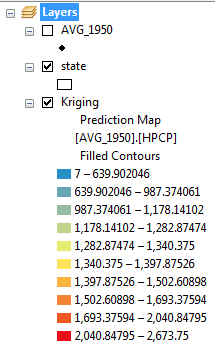 Layers
AVG_1950
state
Kriging
Prediction Map
[AVG_1950].[HPCP]
Filled Contours
7 – 639.902046
639.902046 – 987.374061
987.374061 – 1,178.14102
1,178.14102 – 1,282.87474
1,282.87474 – 1,340.375
1,340.375 – 1,397.87526
1,397.87526 – 1,502.60898
1,502.60898 – 1,693.37594
1,693.37594 – 2,040.84795
2,040.84795 – 2,673.75